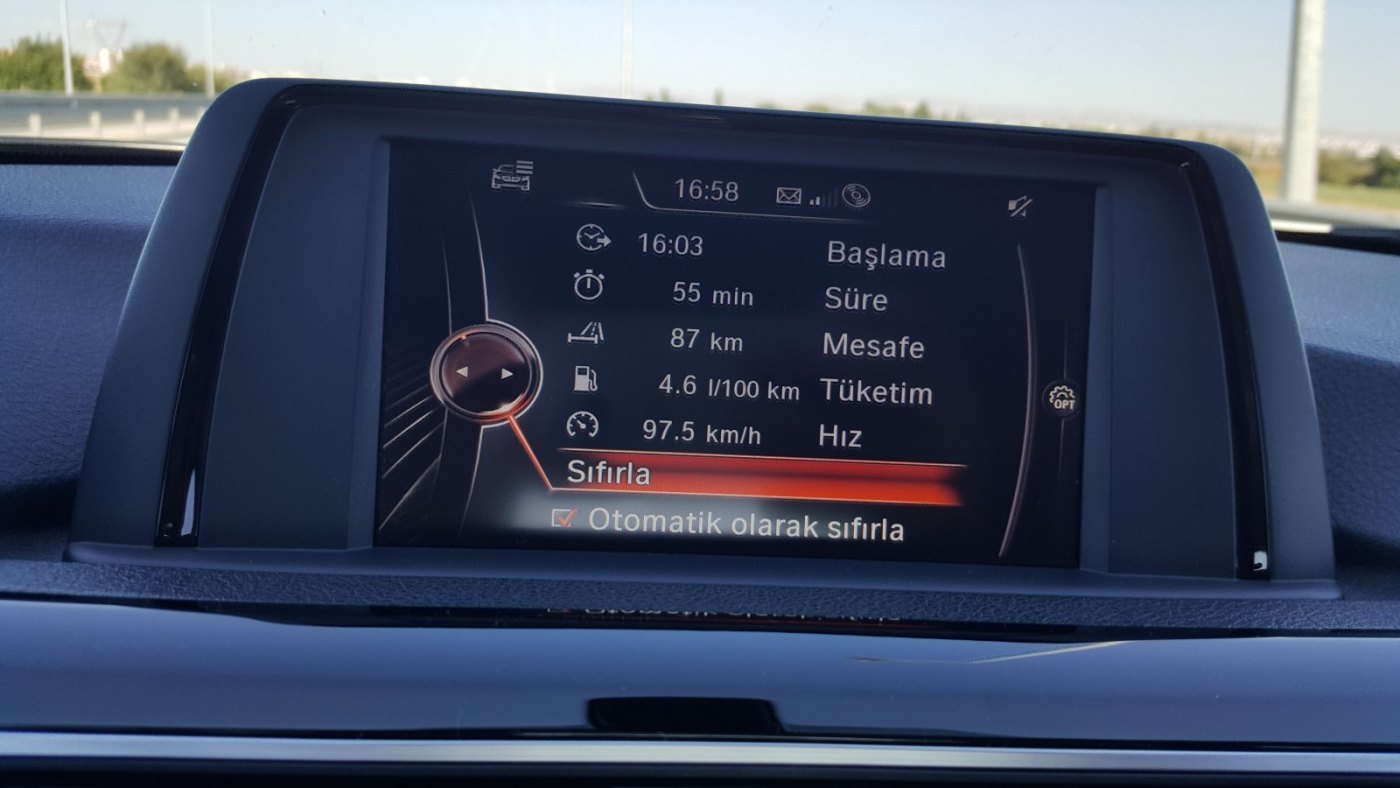 16:58
16:03 Başlama
55 min Süre
87 km Mesafe
4.6 l/100 km Tüketim
OPT
97.5 km/h Hız
Sıfırla
Otomatik olarak sıfırla